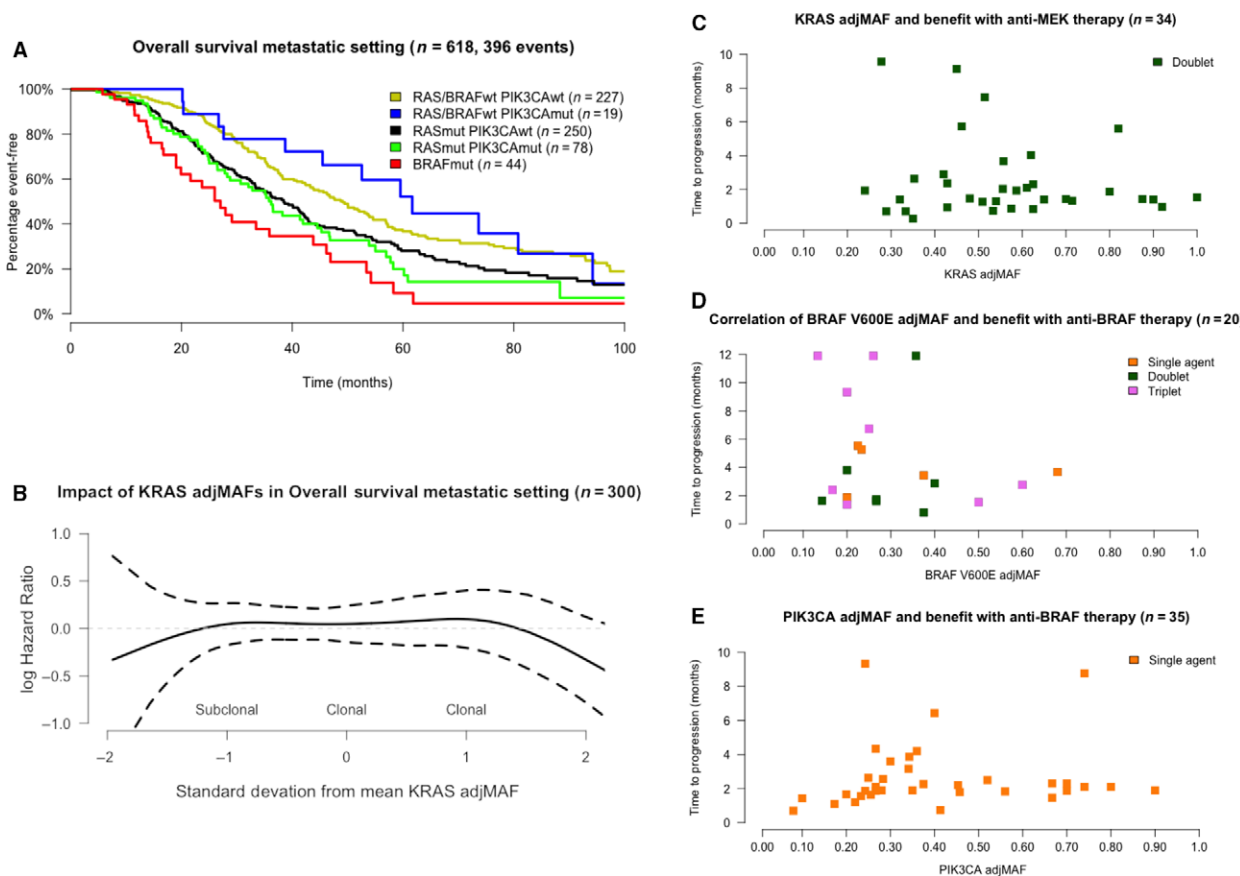 A
Overall survival metastatic setting (n = 618, 396 events)
Percentage event-free
100%
80%
60%
40%
20%
0%
RAS/BRAFwt PIK3CAwt (n = 227)
RAS/BRAFwt PIK3CAmut (n = 19)
RASmut PIK3CAwt (n = 250)
RASmut PIK3CAmut (n = 78)
BRAFmut (n = 44)
0 20 40 60 80 100
Time (months)
B
Impact of KRAS adjMAFs in Overall survival metastatic setting (n = 300)
log Hazard Ratio
1.0
0.5
0.0
−0.5
−1.0
Subclonal Clonal Clonal
−2 −1 0 1 2
Standard devation from mean KRAS adjMAF
C
KRAS adjMAF and benefit with anti-MEK therapy (n = 34)
Time to progression (months)
10
8
6
4
2
0
Doublet
0.00 0.10 0.20 0.30 0.40 0.50 0.60 0.70 0.80 0.90 1.0
KRAS adjMAF
D
Correlation of BRAF V600E adjMAF and benefit with anti-BRAF therapy (n = 20
Time to progression (months)
12
10
8
6
4
2
0
Single agent
Doublet
Triplet
0.00 0.10 0.20 0.30 0.40 0.50 0.60 0.70 0.80 0.90 1.0
BRAF V600E adjMAF
E
PIK3CA adjMAF and benefit with anti-BRAF therapy (n = 35)
Time to progression (months)
10
8
6
4
2
0
Single agent
0.00 0.10 0.20 0.30 0.40 0.50 0.60 0.70 0.80 0.90 1.0
PIK3CA adjMAF